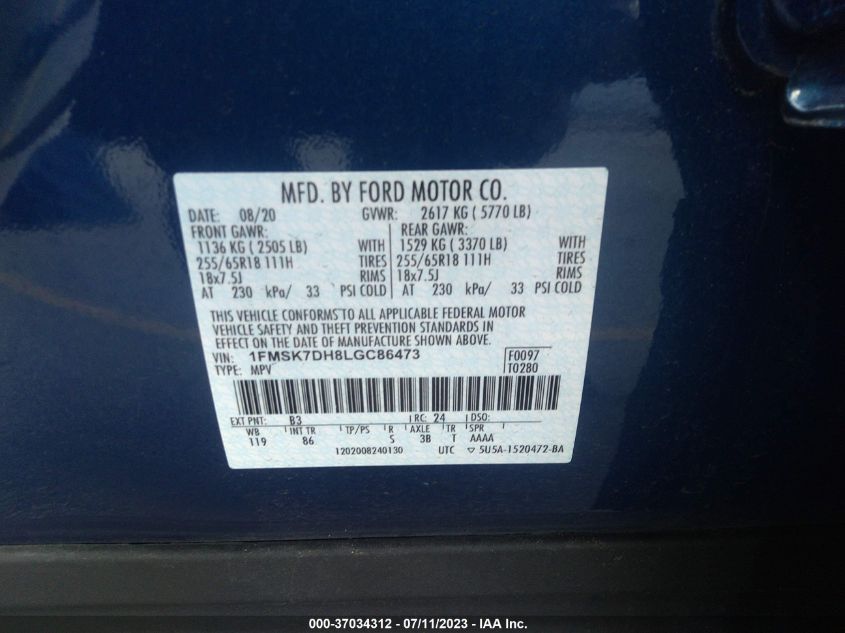 MFD. BY FORD MOTOR CO.
DATE: 08/20 GVWR: 2617 KG ( 5770 LB)
FRONT GAWR: REAR GAWR:
1136 KG ( 2505 LB) WITH 1529 KG ( 3370 LB) WITH
255/65R18 111H TIRES 255/65R18 111H TIRES
18x7.5J RIMS 18x7.5J RIMS
AT 230 kPa/ 33 PSI COLD AT 230 kPa/ 33 PSI COLD
THIS VEHICLE CONFORMS TO ALL APPLICABLE FEDERAL MOTOR
VEHICLE SAFETY AND THEFT PREVENTION STANDARDS IN
EFFECT ON THE DATE OF MANUFACTURE SHOWN ABOVE.
VIN: 1FMSK7DH8LGC86473 F0097
TYPE: MPV T0280
EXT PNT: B3 RC: 24 DSO:
WB INT TR TP/PS R AXLE TR SPR
119 86 S 3B T AAAA
1202008240130 UTC ▽ 5U5A-1520472-BA
000-37034312 - 07/11/2023 - IAA Inc.